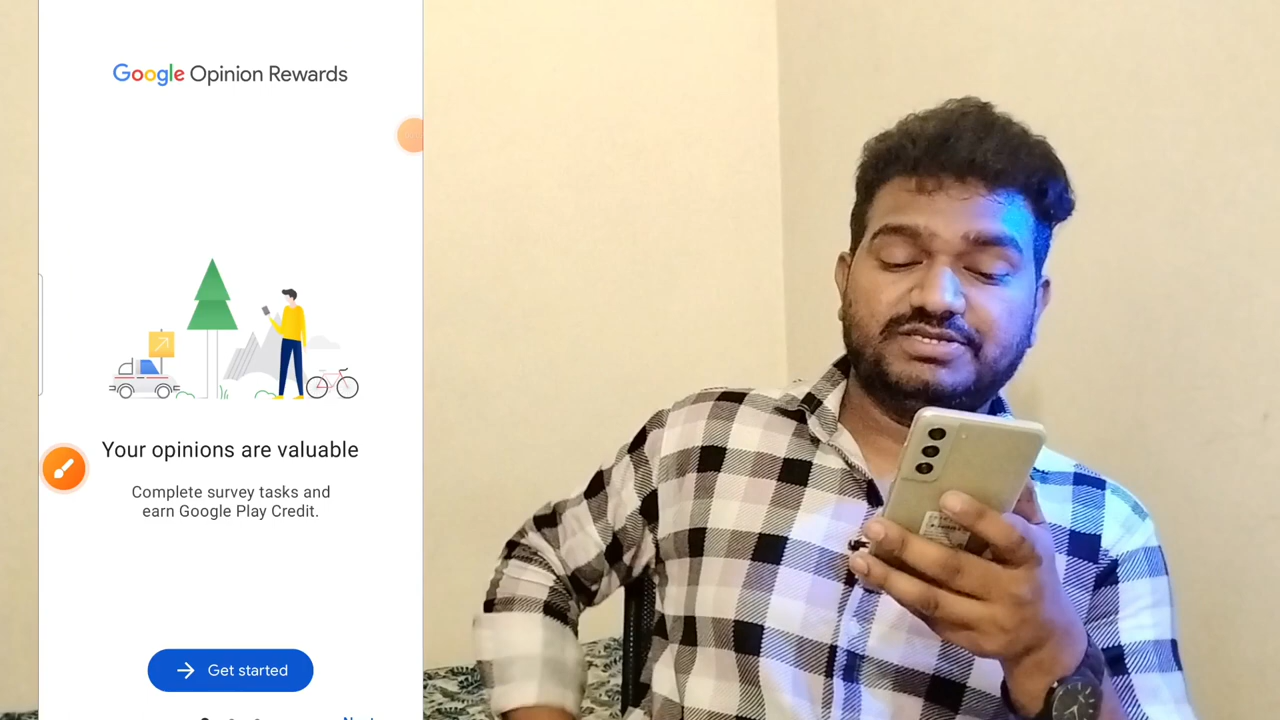 Google Opinion Rewards
Your opinions are valuable
Complete survey tasks and
earn Google Play Credit.
Get started